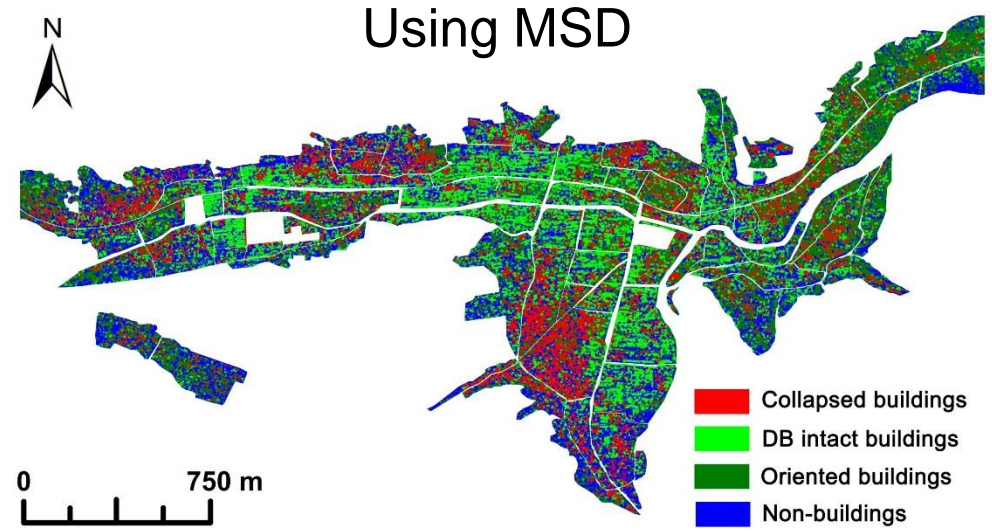 Using MSD
N
Collapsed buildings
DB intact buildings
Oriented buildings
Non-buildings
0 750 m